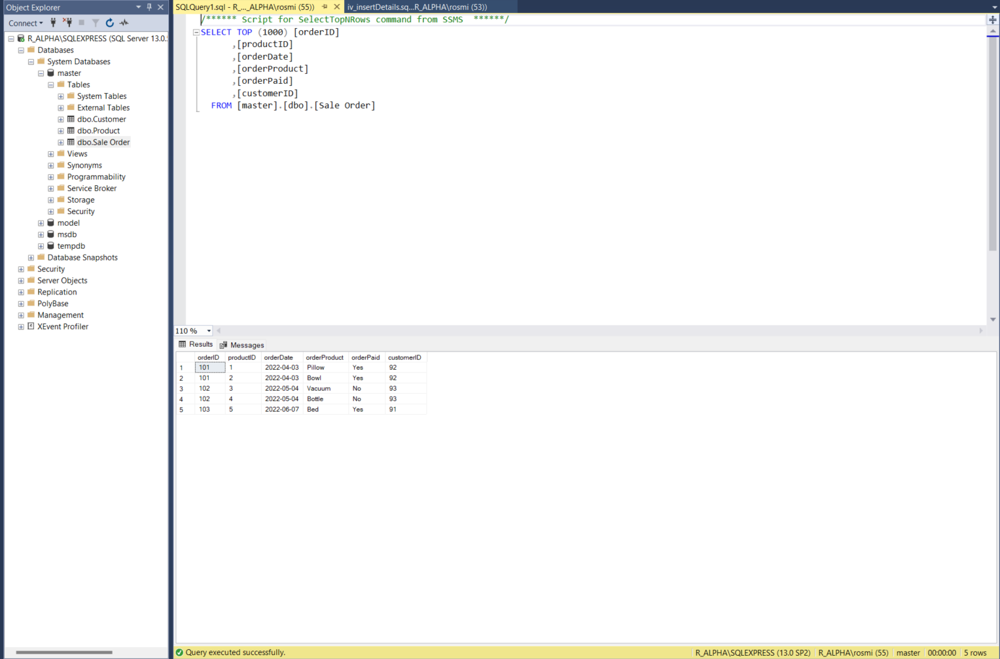 Object Explorer
Connect
R_ALPHA\SQLEXPRESS (SQL Server 13.0.
Databases
System Databases
master
Tables
System Tables
External Tables
dbo.Customer
dbo.Product
dbo.Sale Order
Views
Synonyms
Programmability
Service Broker
Storage
Security
model
msdb
tempdb
Database Snapshots
Security
Server Objects
Replication
PolyBase
Management
XEvent Profiler
SQLQuery1.sql - R_..._ALPHA\rosmi (55)) iv_insertDetails.sq...R_ALPHA\rosmi (53))
/****** Script for SelectTopNRows command from SSMS ******/
SELECT TOP (1000) [orderID]
,[productID]
,[orderDate]
,[orderProduct]
,[orderPaid]
,[customerID]
FROM [master].[dbo].[Sale Order]
110 %
Results Messages
orderID productID orderDate orderProduct orderPaid customerID
1 101 1 2022-04-03 Pillow Yes 92
2 101 2 2022-04-03 Bowl Yes 92
3 102 3 2022-05-04 Vacuum No 93
4 102 4 2022-05-04 Bottle No 93
5 103 5 2022-06-07 Bed Yes 91
Query executed successfully. R_ALPHA\SQLEXPRESS (13.0 SP2) R_ALPHA\rosmi (55) master 00:00:00 5 rows